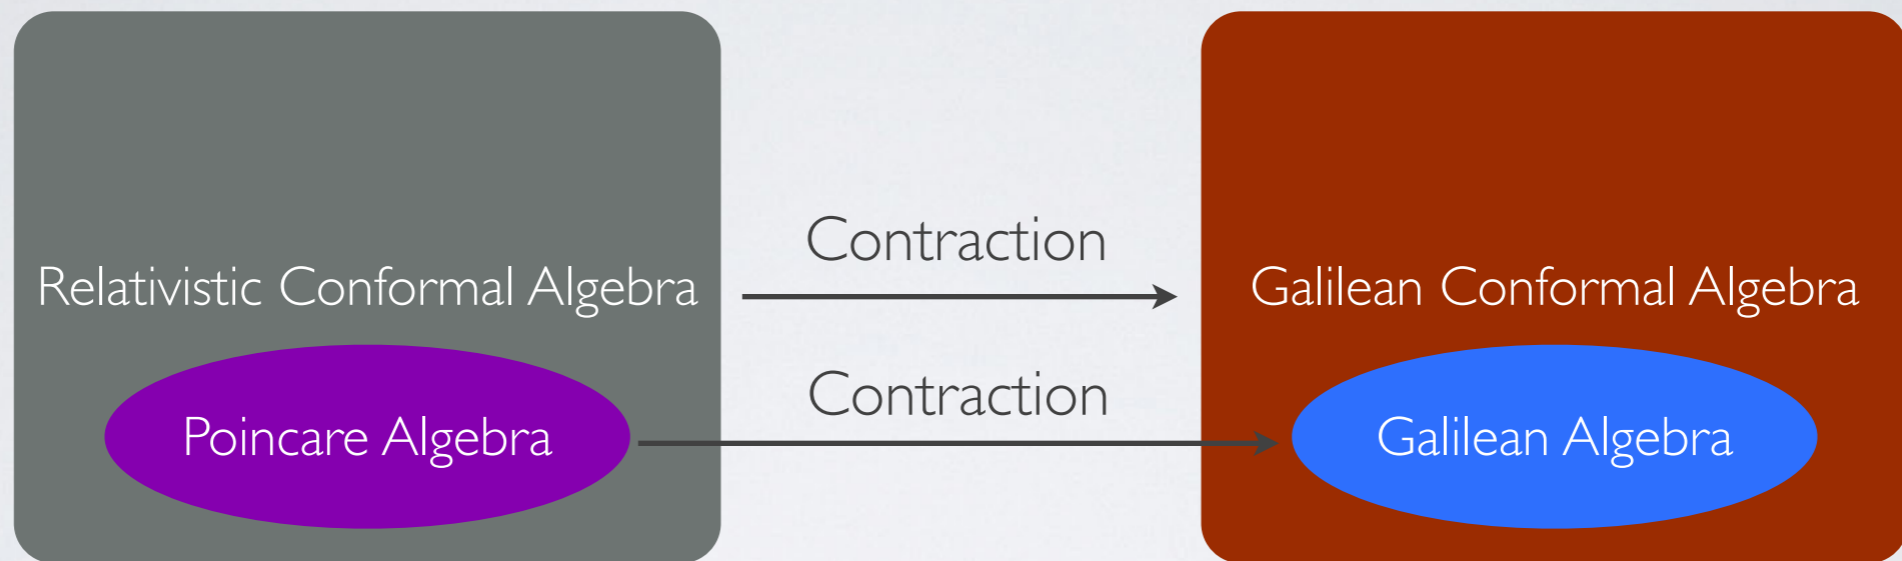 Contraction
Relativistic Conformal Algebra
Galilean Conformal Algebra
Contraction
Poincare Algebra
Galilean Algebra